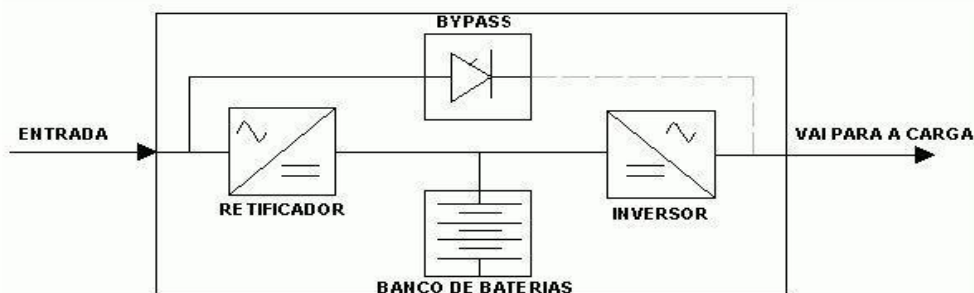 BYPASS
ENTRADA
VAI PARA A CARGA
RETIFICADOR
INVERSOR
BANCO DE BATERIAS